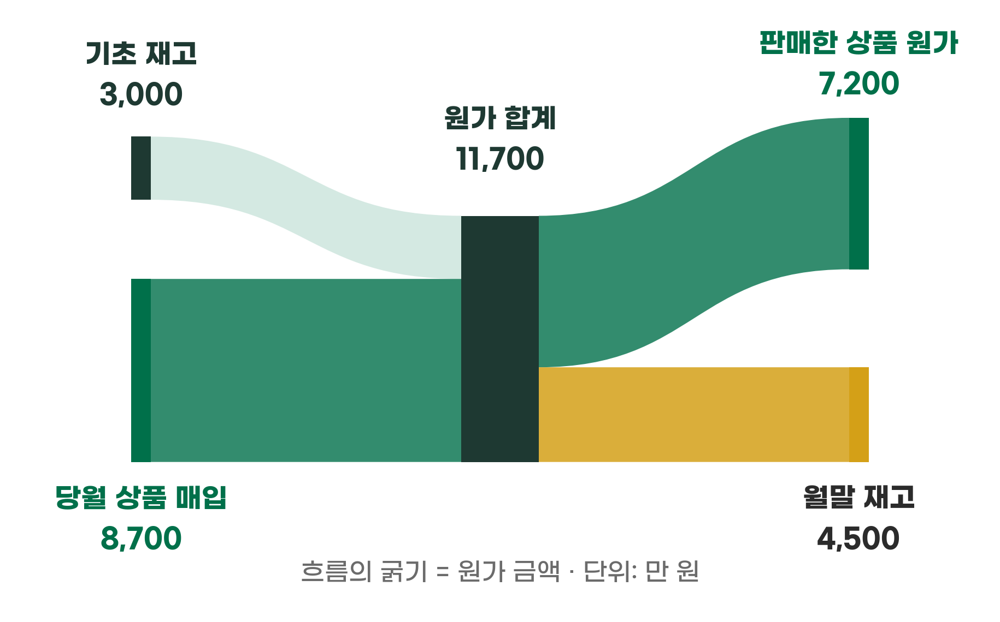 기초 재고
3,000
당월 상품 매입
8,700
원가 합계
11,700
판매한 상품 원가
7,200
월말 재고
4,500
흐름의 굵기 = 원가 금액 · 단위: 만 원